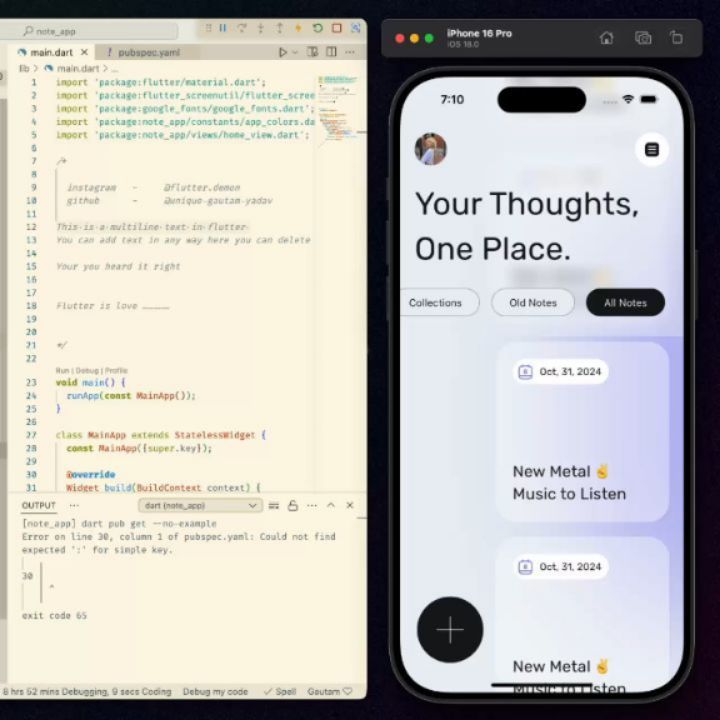 note_app
main.dart
pubspec.yaml
lib > main.dart > ...
1 import 'package:flutter/material.dart';
2 import 'package:flutter_screenutil/flutter_scree
3 import 'package:google_fonts/google_fonts.dart';
4 import 'package:note_app/constants/app_colors.da
5 import 'package:note_app/views/home_view.dart';
6
7 /*
8
9 instagram - @flutter.demon
10 github - @unique-gautam-yadav
11
12 This is a multiline text in flutter
13 You can add text in any way here you can delete
14
15 Your you heard it right
16
17
18 Flutter is love ……………
19
20
21 */
22
Run | Debug | Profile
23 void main() {
24 runApp(const MainApp());
25 }
26
27 class MainApp extends StatelessWidget {
28 const MainApp({super.key});
29
30 @override
31 Widget build(BuildContext context) {
OUTPUT ... dart (note_app)
[note_app] dart pub get --no-example
Error on line 30, column 1 of pubspec.yaml: Could not find
expected ':' for simple key.
30
^
exit code 65
8 hrs 52 mins Debugging, 9 secs Coding Debug my code Spell Gautam
iPhone 16 Pro
iOS 18.0
7:10
Your Thoughts,
One Place.
Collections
Old Notes
All Notes
Oct, 31, 2024
New Metal ✌️
Music to Listen
Oct, 31, 2024
New Metal ✌️
Music to Listen